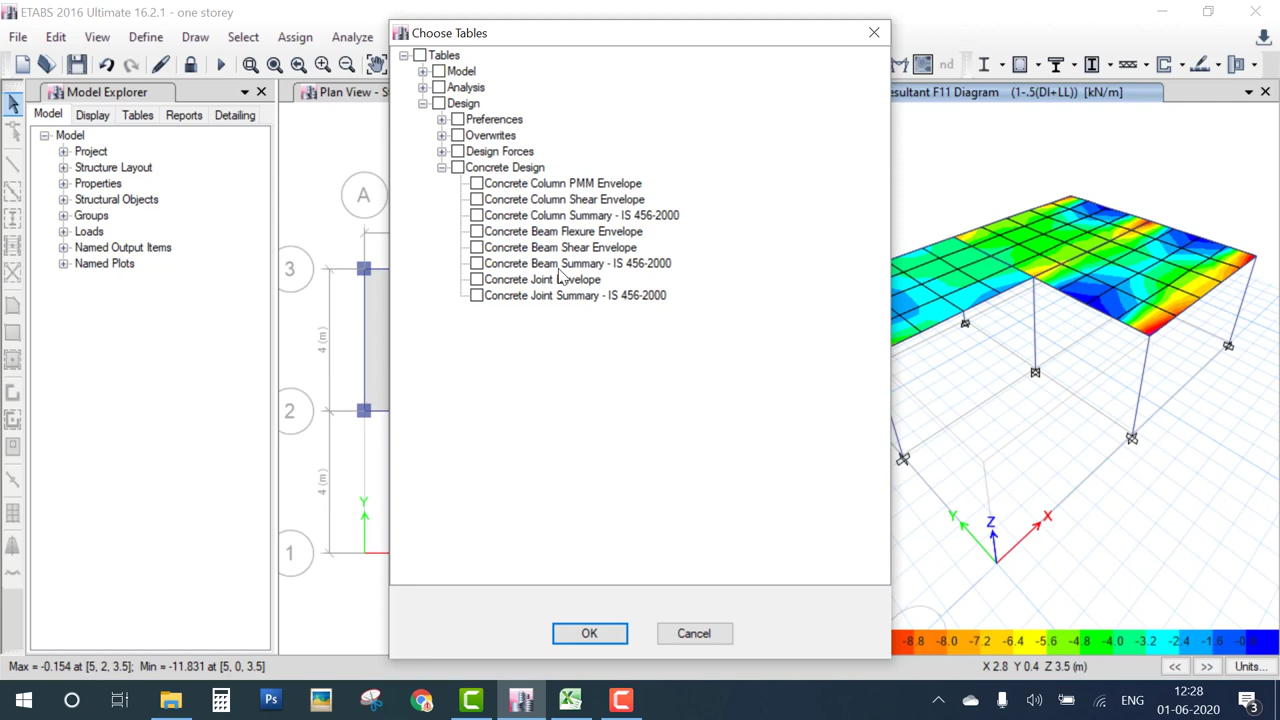 ETABS 2016 Ultimate 16.2.1 - one storey
File Edit View Define Draw Select Assign Analyze
nd
Model Explorer
Model Display Tables Reports Detailing
Model
Project
Structure Layout
Properties
Structural Objects
Groups
Loads
Named Output Items
Named Plots
Plan View - S
A
3
4 (m)
2
4 (m)
Y
1
Choose Tables
Tables
Model
Analysis
Design
Preferences
Overwrites
Design Forces
Concrete Design
Concrete Column PMM Envelope
Concrete Column Shear Envelope
Concrete Column Summary - IS 456-2000
Concrete Beam Flexure Envelope
Concrete Beam Shear Envelope
Concrete Beam Summary - IS 456-2000
Concrete Joint Envelope
Concrete Joint Summary - IS 456-2000
OK Cancel
esultant F11 Diagram (1-.5(Dl+LL)) [kN/m]
Y Z X
-8.8 -8.0 -7.2 -6.4 -5.6 -4.8 -4.0 -3.2 -2.4 -1.6
Max = -0.154 at [5, 2, 3.5]; Min = -11.831 at [5, 0, 3.5]
X 2.8 Y 0.4 Z 3.5 (m)
<< >> Units...
Ps
ENG
12:28
01-06-2020
3